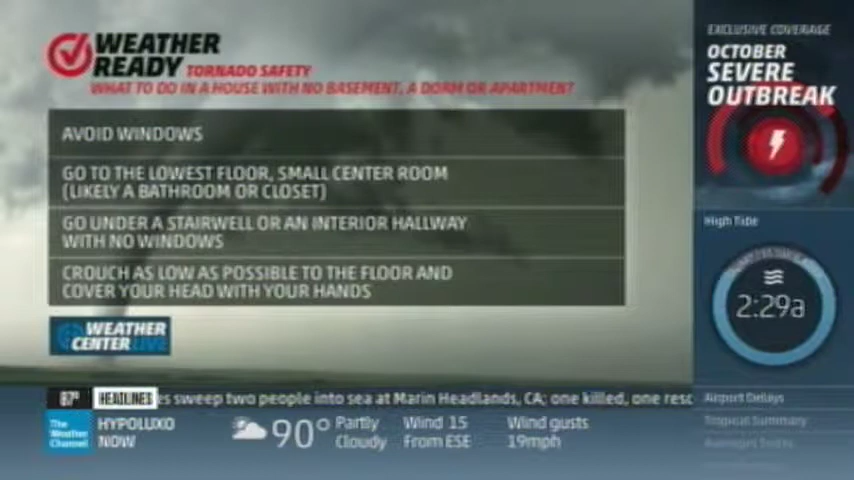 WEATHER
READY TORNADO SAFETY
WHAT TO DO IN A HOUSE WITH NO BASEMENT, A DORM OR APARTMENT?
AVOID WINDOWS
GO TO THE LOWEST FLOOR, SMALL CENTER ROOM
(LIKELY A BATHROOM OR CLOSET)
GO UNDER A STAIRWELL OR AN INTERIOR HALLWAY
WITH NO WINDOWS
CROUCH AS LOW AS POSSIBLE TO THE FLOOR AND
COVER YOUR HEAD WITH YOUR HANDS
WEATHER
CENTER LIVE
EXCLUSIVE COVERAGE
OCTOBER
SEVERE
OUTBREAK
High Tide
2:29a
Airport Delays
Tropical Summary
87° HEADLINES es sweep two people into sea at Marin Headlands, CA; one killed, one resc
The
Weather
Channel
HYPOLUXO
NOW
90°
Partly
Cloudy
Wind 15
From ESE
Wind gusts
19mph